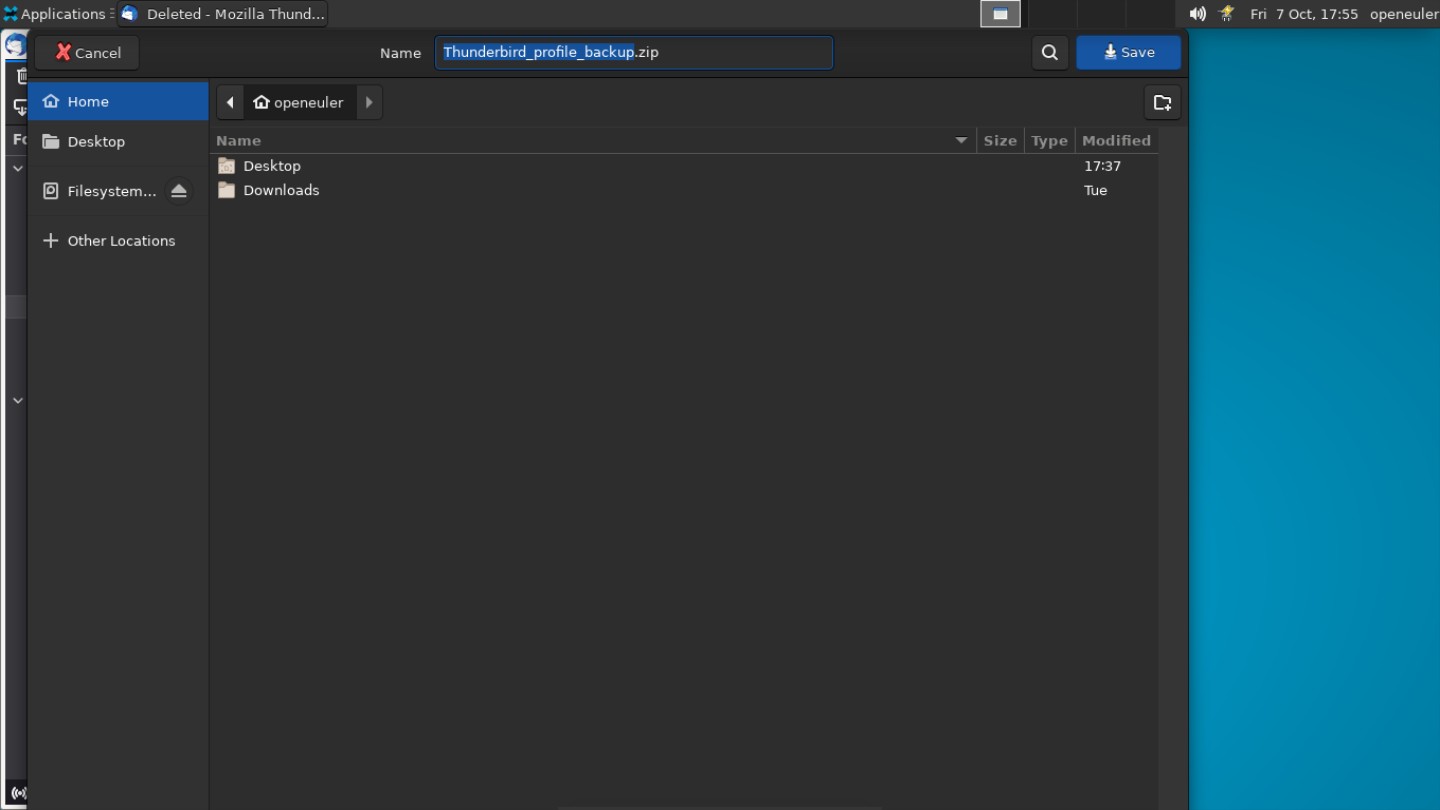 Applications
Deleted - Mozilla Thund...
Fri 7 Oct, 17:55
openeuler
Cancel
Name
Thunderbird_profile_backup.zip
Save
Fo
Home
openeuler
Desktop
Filesystem...
Other Locations
Name
Size
Type
Modified
Desktop
17:37
Downloads
Tue